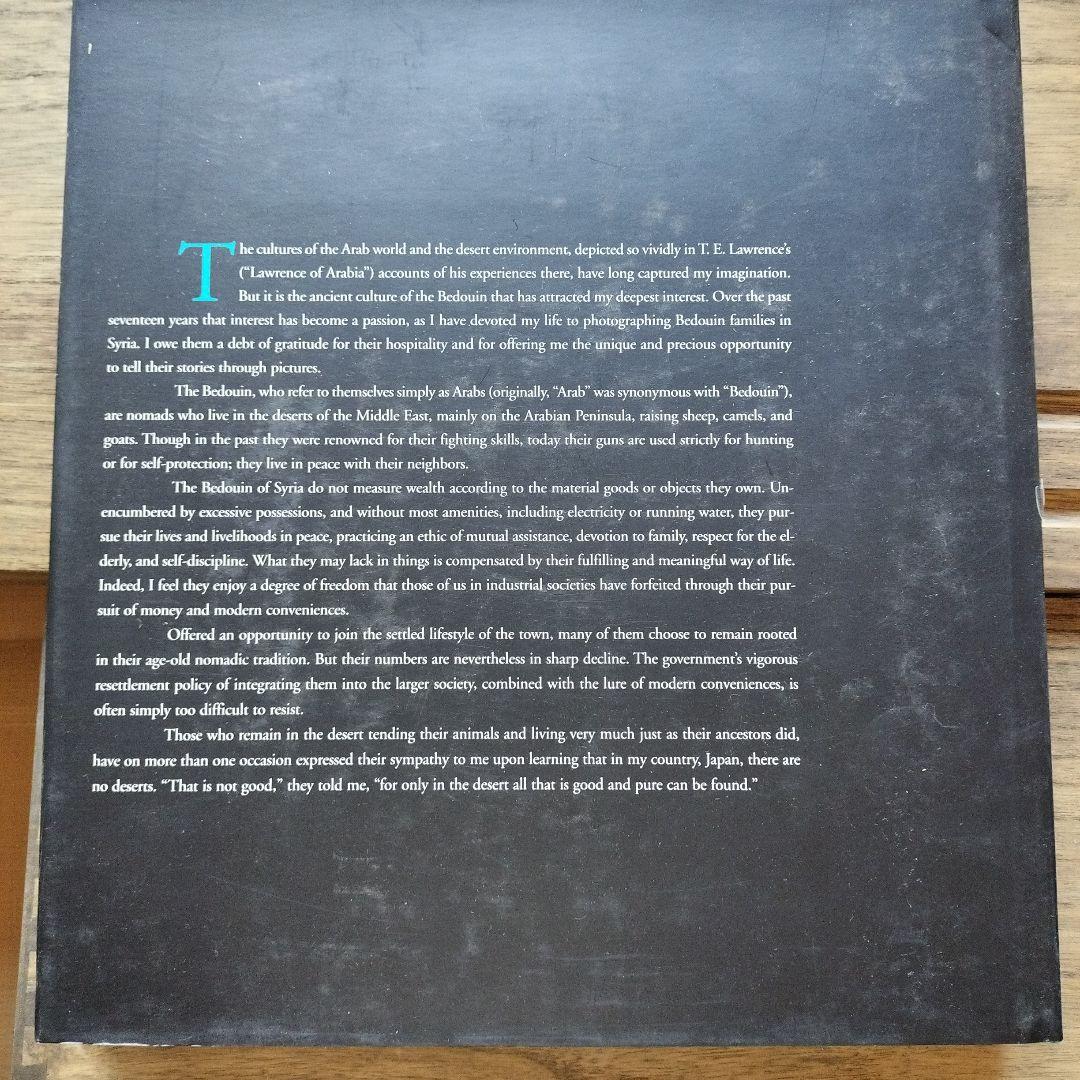 The cultures of the Arab world and the desert environment, depicted so vividly in T. E. Lawrence's
("Lawrence of Arabia") accounts of his experiences there, have long captured my imagination.
But it is the ancient culture of the Bedouin that has attracted my deepest interest. Over the past
seventeen years that interest has become a passion, as I have devoted my life to photographing Bedouin families in
Syria. I owe them a debt of gratitude for their hospitality and for offering me the unique and precious opportunity
to tell their stories through pictures.
The Bedouin, who refer to themselves simply as Arabs (originally, "Arab" was synonymous with "Bedouin"),
are nomads who live in the deserts of the Middle East, mainly on the Arabian Peninsula, raising sheep, camels, and
goats. Though in the past they were renowned for their fighting skills, today their guns are used strictly for hunting
or for self-protection; they live in peace with their neighbors.
The Bedouin of Syria do not measure wealth according to the material goods or objects they own. Un-
encumbered by excessive possessions, and without most amenities, including electricity or running water, they pur-
sue their lives and livelihoods in peace, practicing an ethic of mutual assistance, devotion to family, respect for the el-
derly, and self-discipline. What they may lack in things is compensated by their fulfilling and meaningful way of life.
Indeed, I feel they enjoy a degree of freedom that those of us in industrial societies have forfeited through their pur-
suit of money and modern conveniences.
Offered an opportunity to join the settled lifestyle of the town, many of them choose to remain rooted
in their age-old nomadic tradition. But their numbers are nevertheless in sharp decline. The government's vigorous
resettlement policy of integrating them into the larger society, combined with the lure of modern conveniences, is
often simply too difficult to resist.
Those who remain in the desert tending their animals and living very much just as their ancestors did,
have on more than one occasion expressed their sympathy to me upon learning that in my country, Japan, there are
no deserts. "That is not good," they told me, "for only in the desert all that is good and pure can be found."